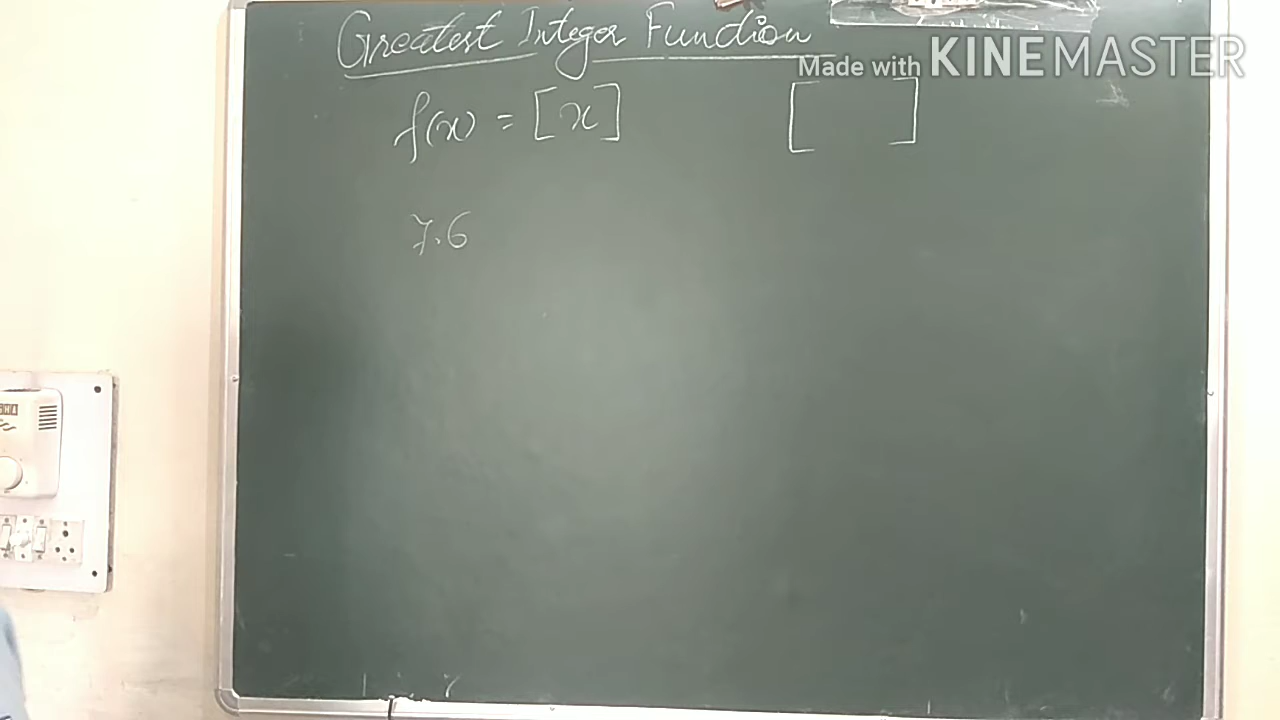 Greatest Integer Function
Made with KINEMASTER
f(x) = [x] [ ]
7.6